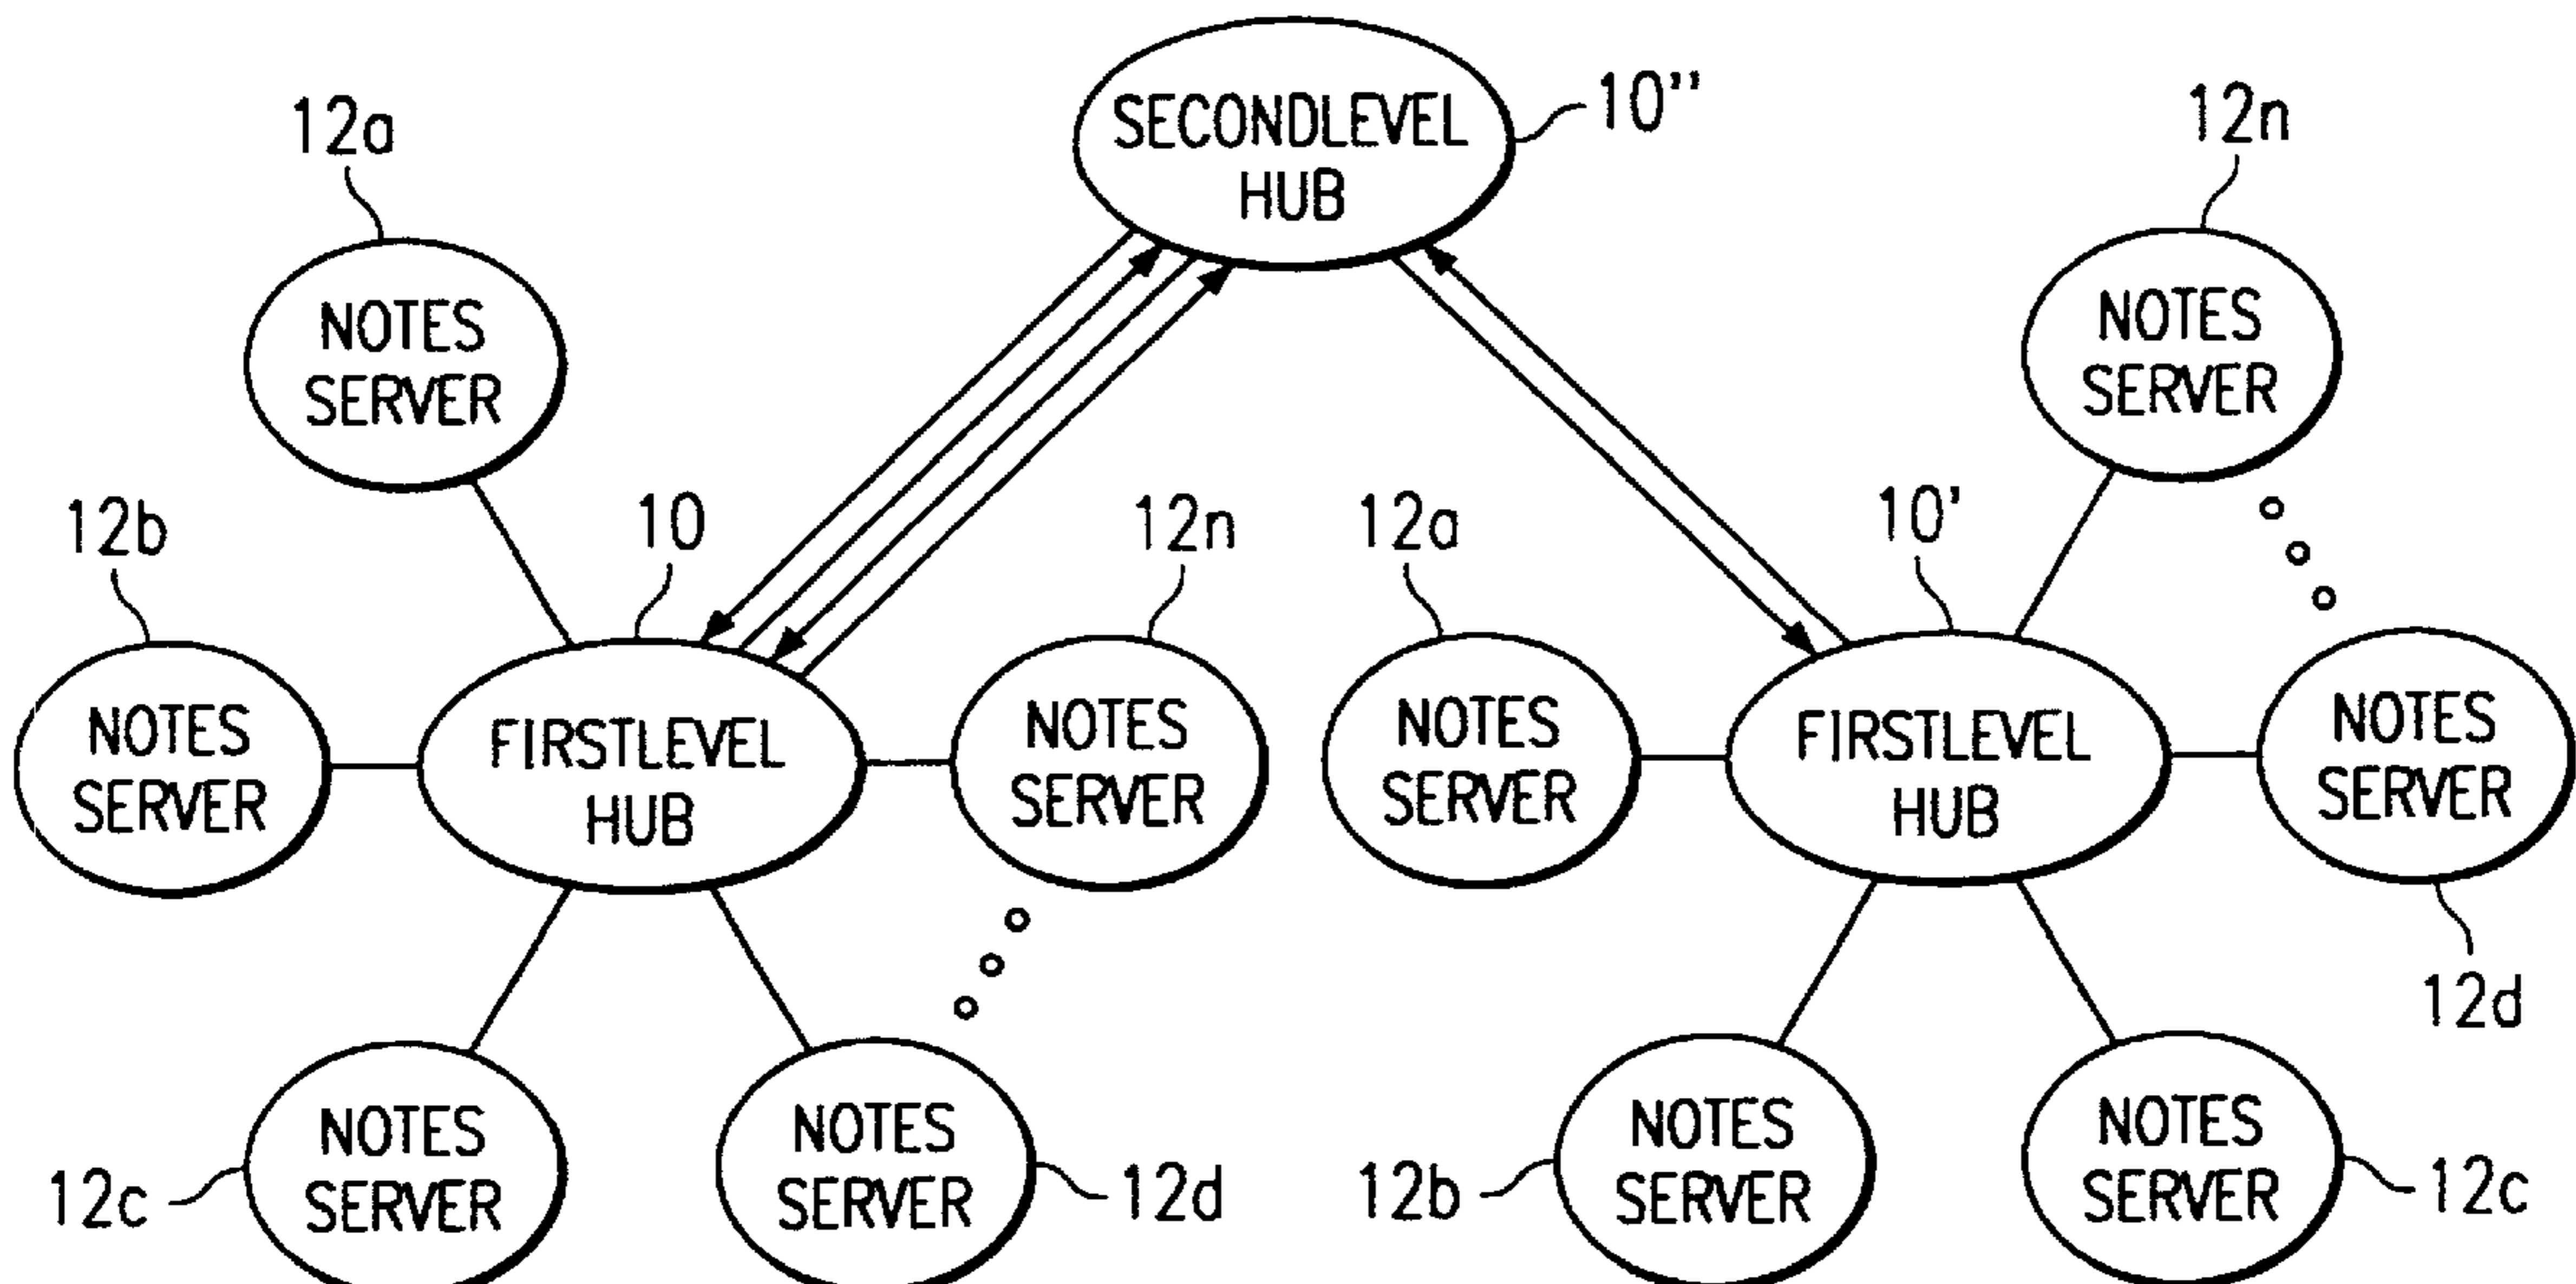 SECONDLEVEL
HUB
10"
12a
12n
NOTES
SERVER
NOTES
SERVER
12b
10
12n
12a
10'
NOTES
SERVER
FIRSTLEVEL
HUB
NOTES
SERVER
NOTES
SERVER
FIRSTLEVEL
HUB
NOTES
SERVER
12d
NOTES
SERVER
12c
NOTES
SERVER
12d
NOTES
SERVER
12b
NOTES
SERVER
12c